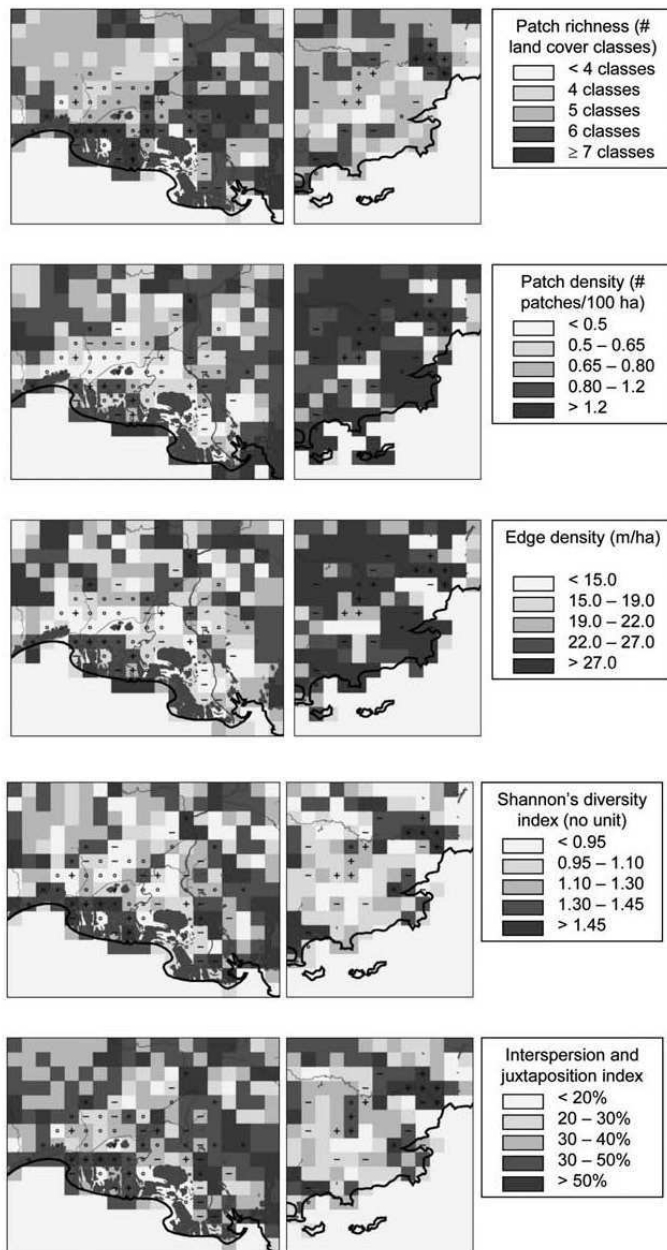 Patch richness (#
land cover classes)
< 4 classes
4 classes
5 classes
6 classes
≥ 7 classes
Patch density (#
patches/100 ha)
< 0.5
0.5 – 0.65
0.65 – 0.80
0.80 - 1.2
> 1.2
Edge density (m/ha)
< 15.0
15.0 – 19.0
19.0 – 22.0
22.0 – 27.0
> 27.0
Shannon's diversity
index (no unit)
< 0.95
0.95 – 1.10
1.10 – 1.30
1.30 – 1.45
> 1.45
Interspersion and
juxtaposition index
< 20%
20 – 30%
30 – 40%
30 – 50%
> 50%